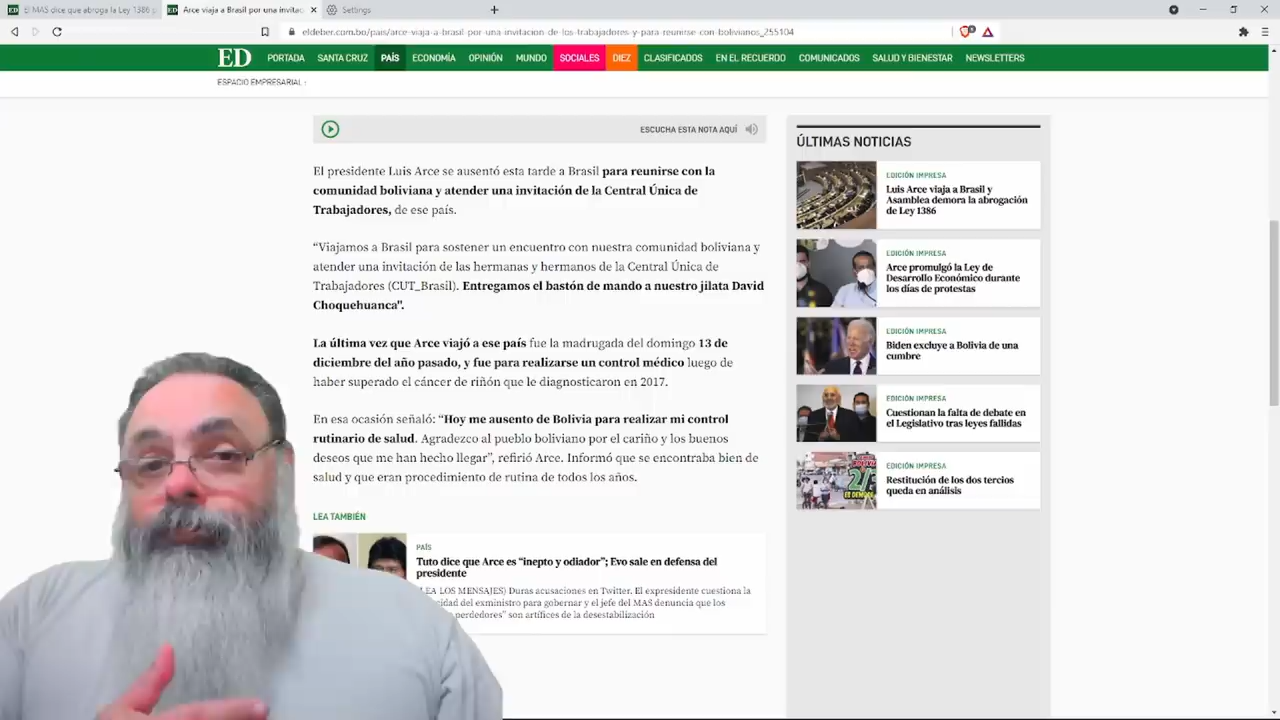 El MAS dice que abroga la Ley 1386 p
Arce viaja a Brasil por una invitac
Settings
eldeber.com.bo/pais/arce-viaja-a-brasil-por-una-invitacion-de-los-trabajadores-y-para-reunirse-con-bolivianos_255104
ED PORTADA SANTA CRUZ PAÍS ECONOMÍA OPINIÓN MUNDO SOCIALES DIEZ CLASIFICADOS EN EL RECUERDO COMUNICADOS SALUD Y BIENESTAR NEWSLETTERS
ESPACIO EMPRESARIAL
ESCUCHA ESTA NOTA AQUÍ
El presidente Luis Arce se ausentó esta tarde a Brasil para reunirse con la
comunidad boliviana y atender una invitación de la Central Única de
Trabajadores, de ese país.
“Viajamos a Brasil para sostener un encuentro con nuestra comunidad boliviana y
atender una invitación de las hermanas y hermanos de la Central Única de
Trabajadores (CUT_Brasil). Entregamos el bastón de mando a nuestro jilata David
Choquehuanca".
La última vez que Arce viajó a ese país fue la madrugada del domingo 13 de
diciembre del año pasado, y fue para realizarse un control médico luego de
haber superado el cáncer de riñón que le diagnosticaron en 2017.
En esa ocasión señaló: “Hoy me ausento de Bolivia para realizar mi control
rutinario de salud. Agradezco al pueblo boliviano por el cariño y los buenos
deseos que me han hecho llegar”, refirió Arce. Informó que se encontraba bien de
salud y que eran procedimiento de rutina de todos los años.
LEA TAMBIÉN
PAÍS
Tuto dice que Arce es “inepto y odiador”; Evo sale en defensa del
presidente
LEA LOS MENSAJES) Duras acusaciones en Twitter. El expresidente cuestiona la
cidad del exministro para gobernar y el jefe del MAS denuncia que los
perdedores” son artífices de la desestabilización
ÚLTIMAS NOTICIAS
EDICIÓN IMPRESA
Luis Arce viaja a Brasil y
Asamblea demora la abrogación
de Ley 1386
EDICIÓN IMPRESA
Arce promulgó la Ley de
Desarrollo Económico durante
los días de protestas
EDICIÓN IMPRESA
Biden excluye a Bolivia de una
cumbre
EDICIÓN IMPRESA
Cuestionan la falta de debate en
el Legislativo tras leyes fallidas
EDICIÓN IMPRESA
Restitución de los dos tercios
queda en análisis